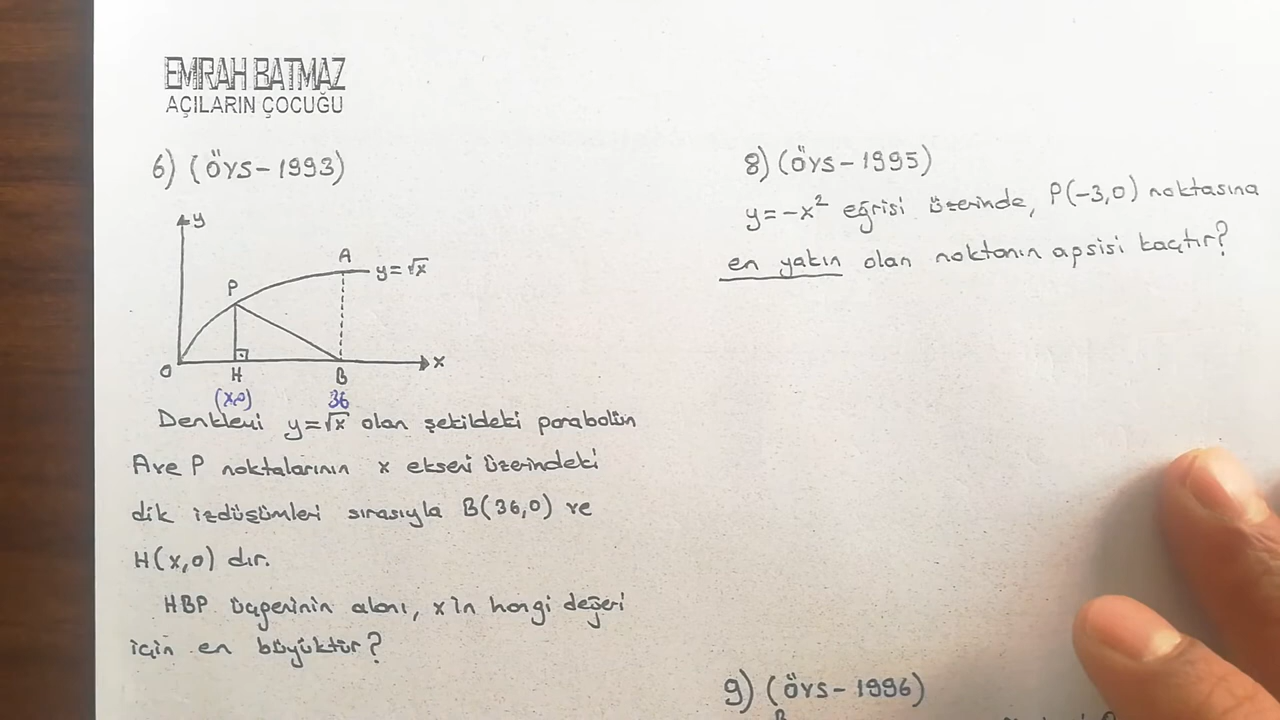 EMRAH BATMAZ
AÇILARIN ÇOCUĞU
6) (ÖYS-1993)
y
A
y=√x
P
O
H
B
x
(x,0)
36
Denklemi y=√x olan şekildeki parabolün
A ve P noktalarının x ekseni üzerindeki
dik izdüşümleri sırasıyla B(36,0) ve
H(x,0) dır.
HBP üçgeninin alanı, x in hangi değeri
için en büyüktür?
8) (ÖYS-1995)
y=-x² eğrisi üzerinde, P(-3,0) noktasına
en yakın olan noktanın apsisi kaçtır?
9) (ÖYS-1996)